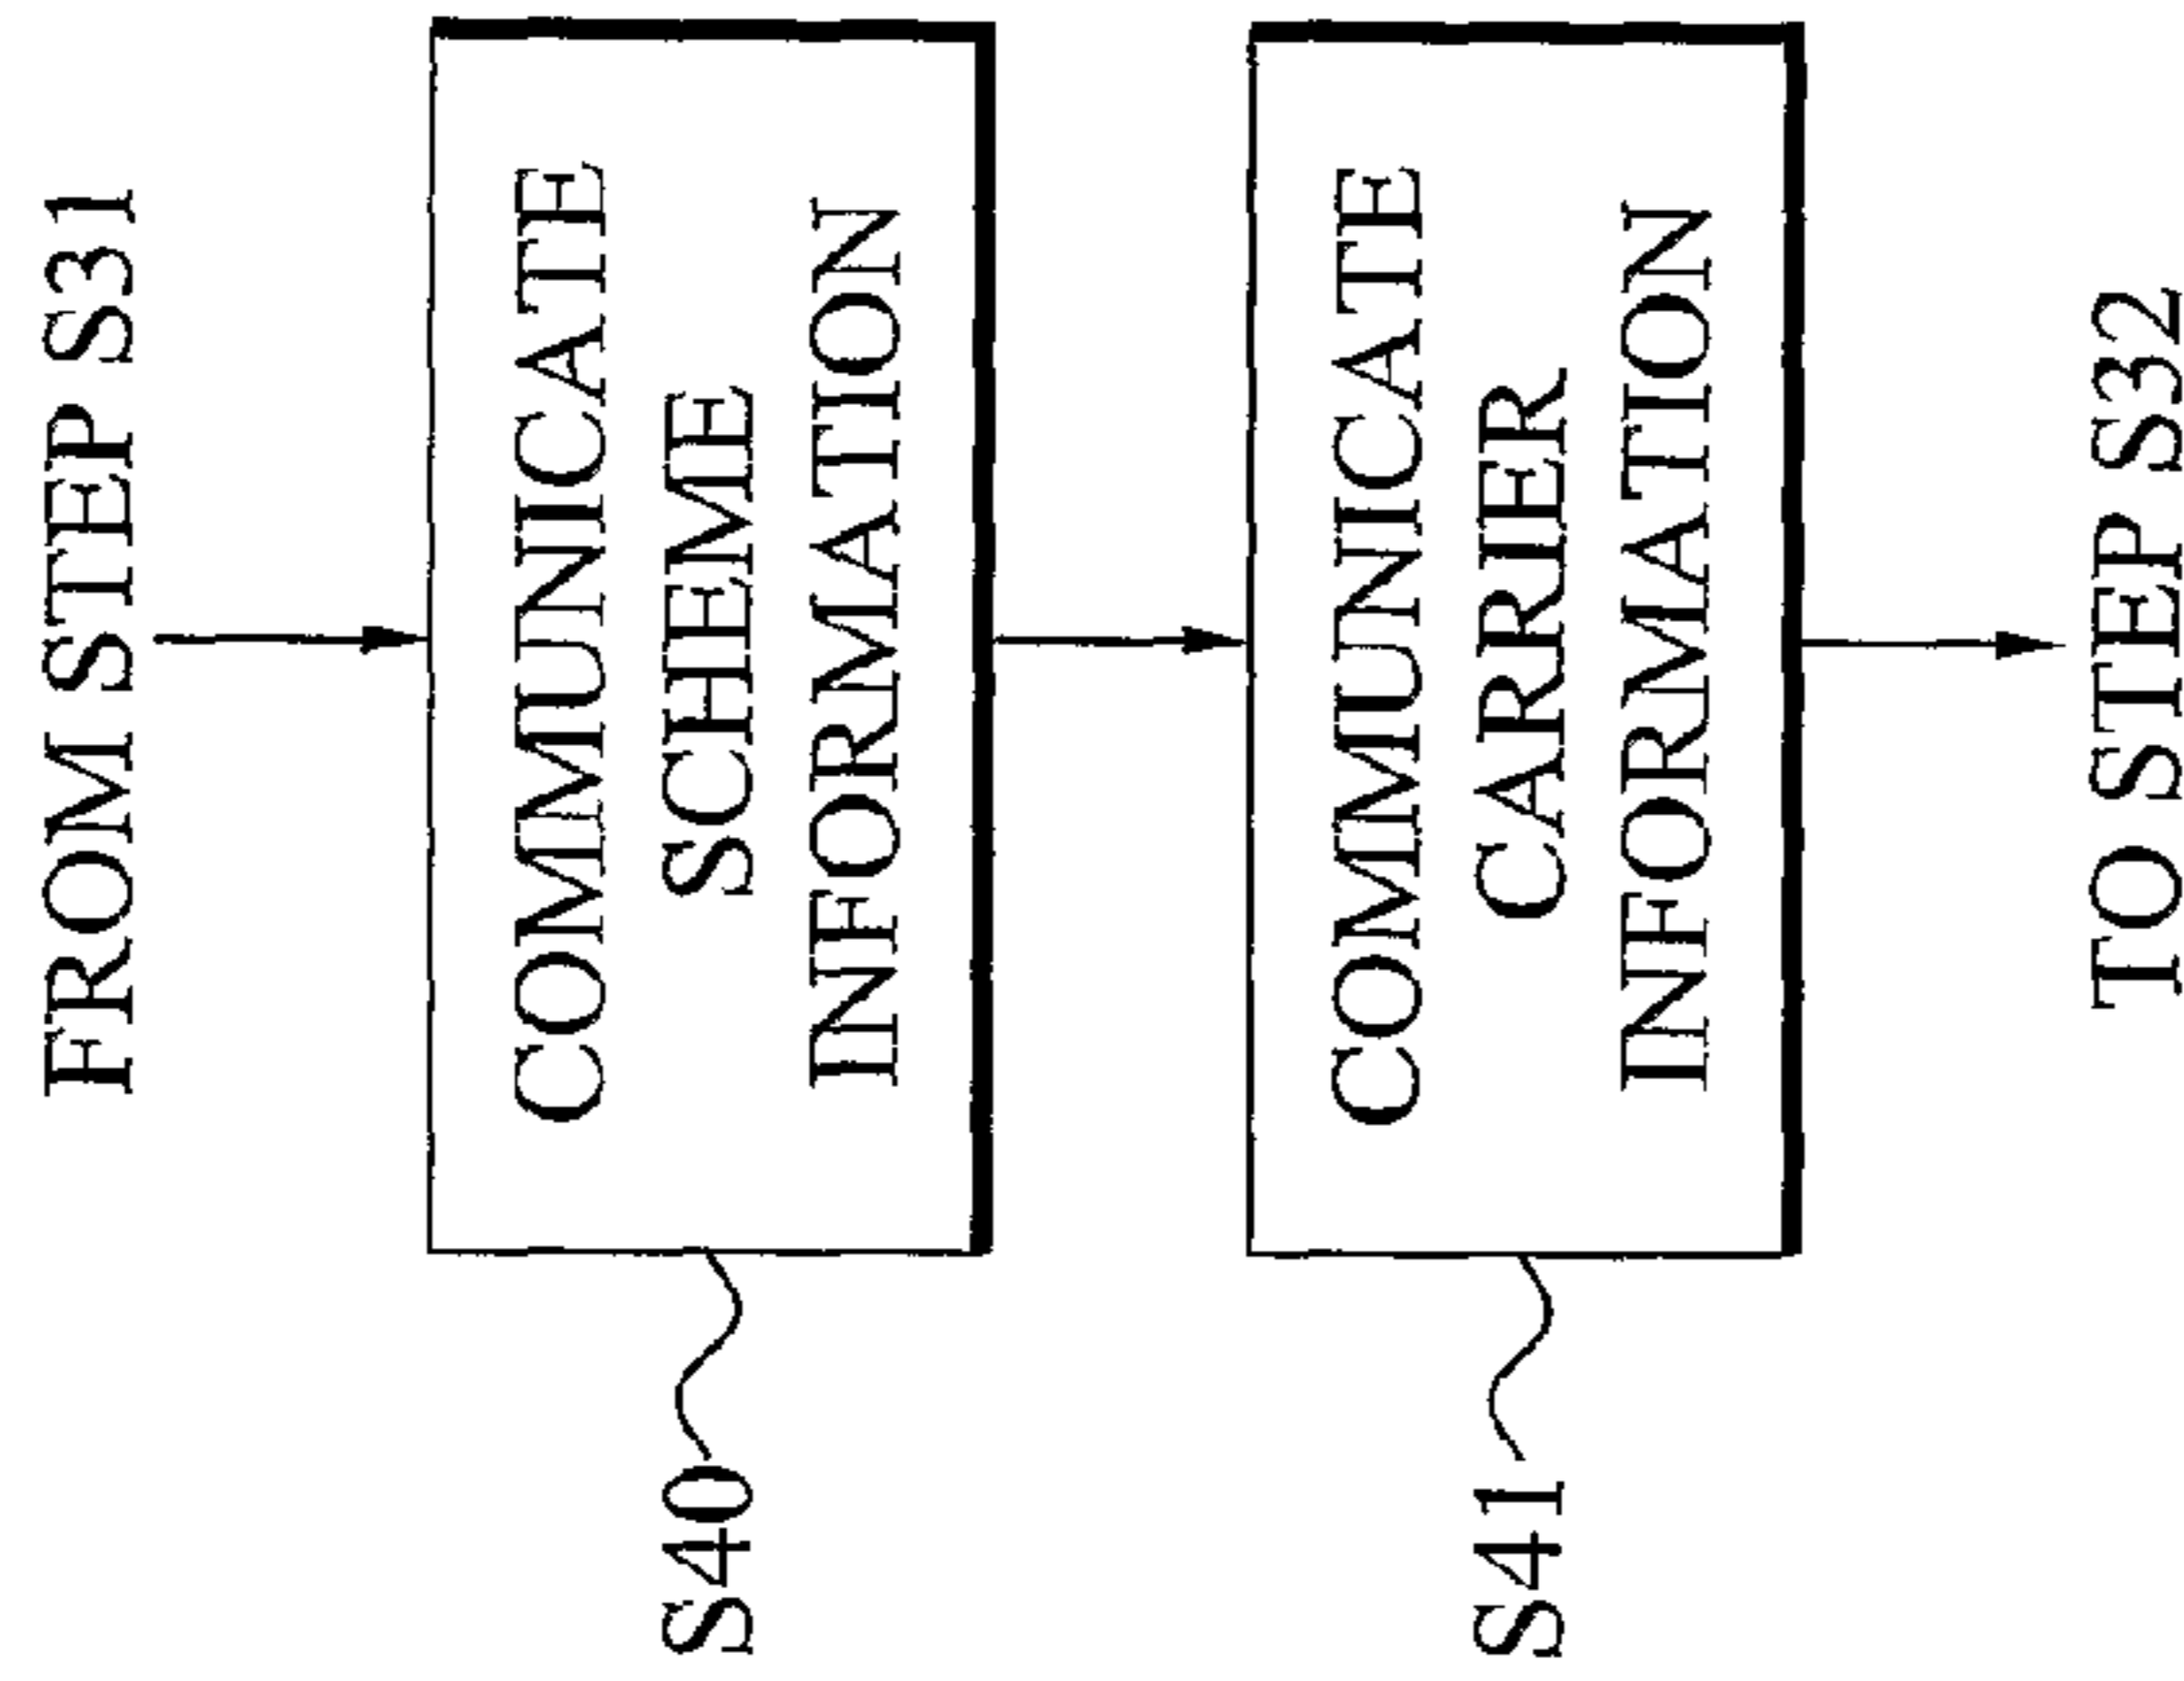 FROM STEP S31
COMMUNICATE
SCHEME
INFORMATION
S40
COMMUNICATE
CARRIER
INFORMATION
S41
TO STEP S32